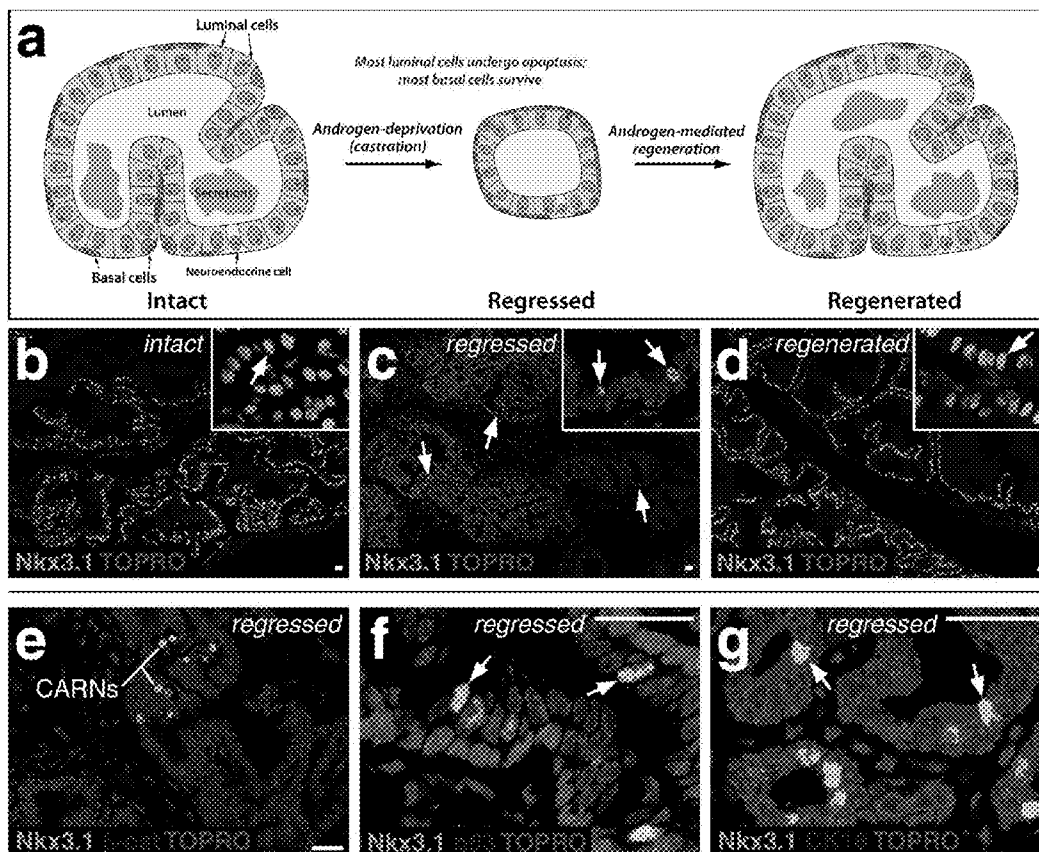 a
Luminal cells
Lumen
Secretions
Basal cells
Neuroendocrine cell
Intact
Androgen-deprivation
(castration)
Most luminal cells undergo apoptosis;
most basal cells survive
Regressed
Androgen-mediated
regeneration
Regenerated
b
intact
Nkx3.1 TOPRO
c
regressed
Nkx3.1 TOPRO
d
regenerated
Nkx3.1 TOPRO
e
regressed
CARNs
Nkx3.1 TOPRO
f
regressed
Nkx3.1 TOPRO
g
regressed
Nkx3.1 CK18 TOPRO